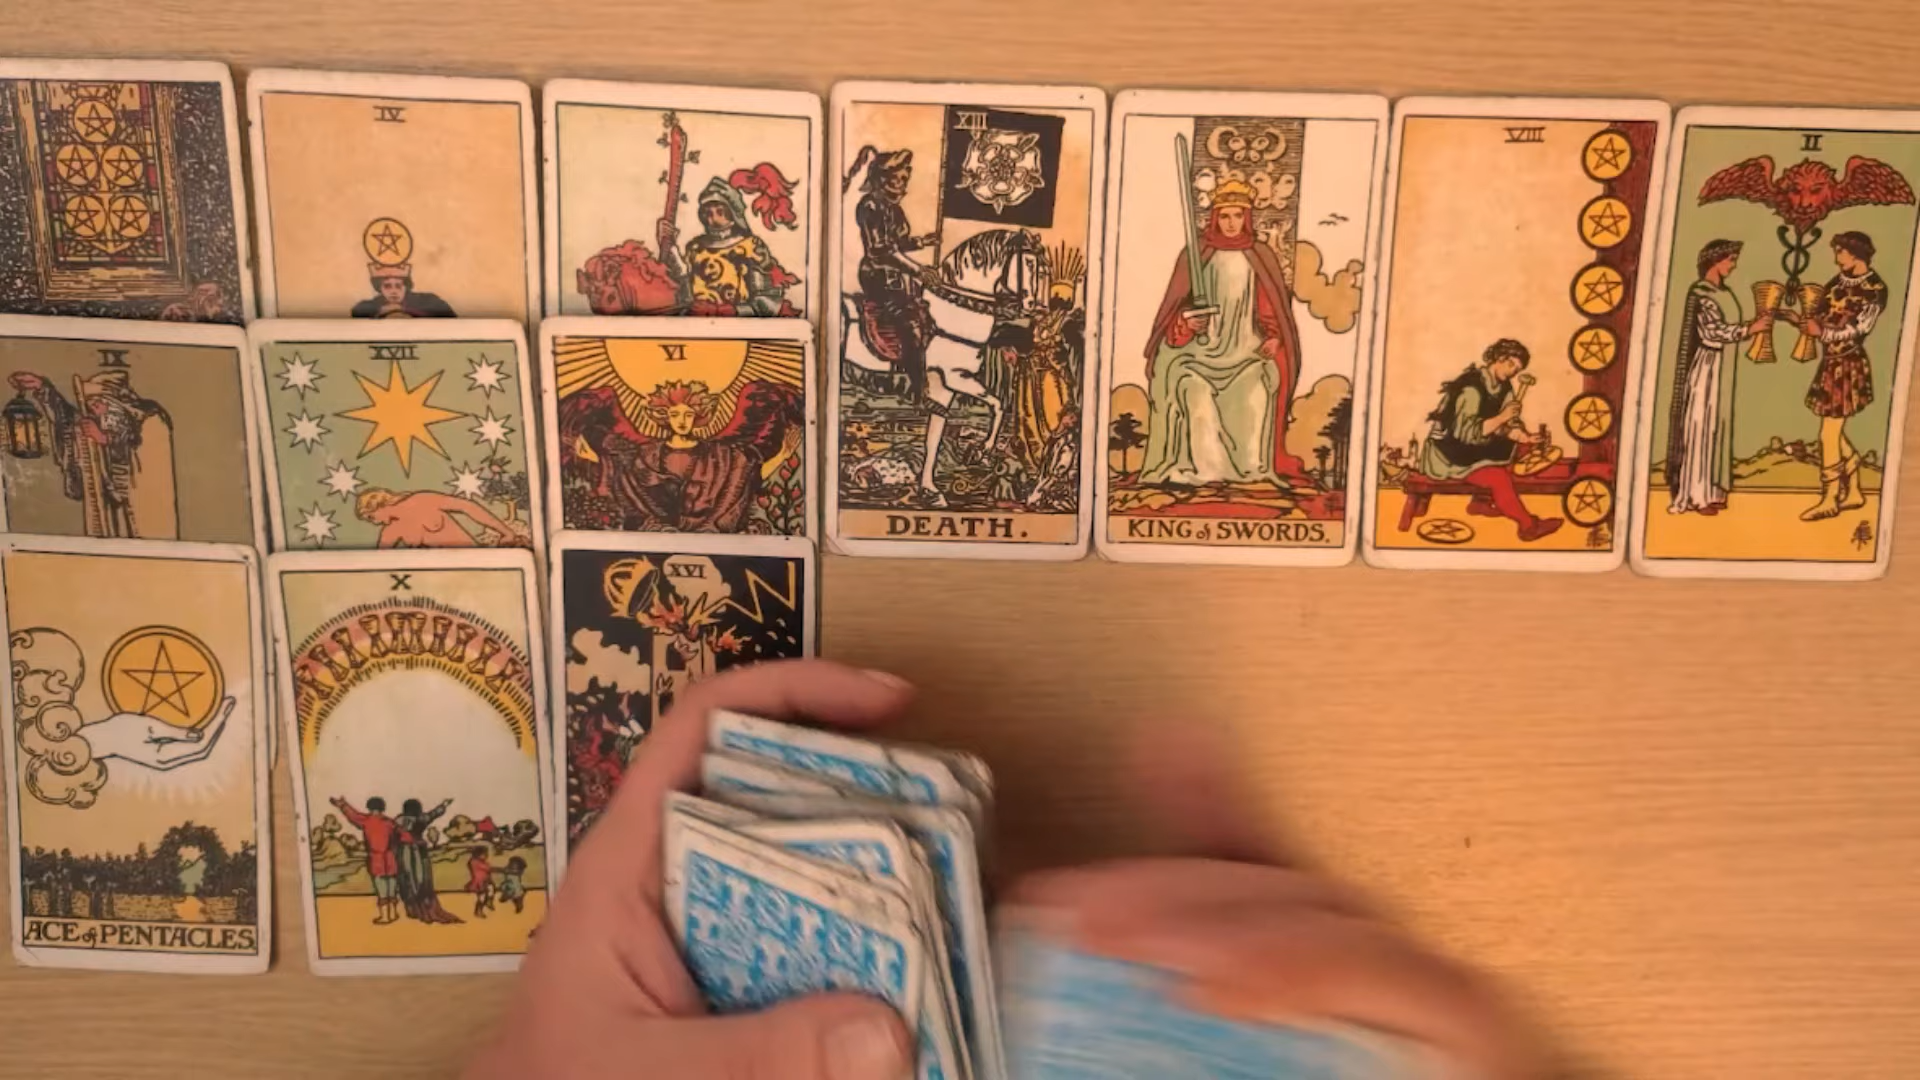 IV
XIII
VIII
II
DEATH.
KING of SWORDS.
IX
XVII
VI
X
XVI
ACE of PENTACLES.